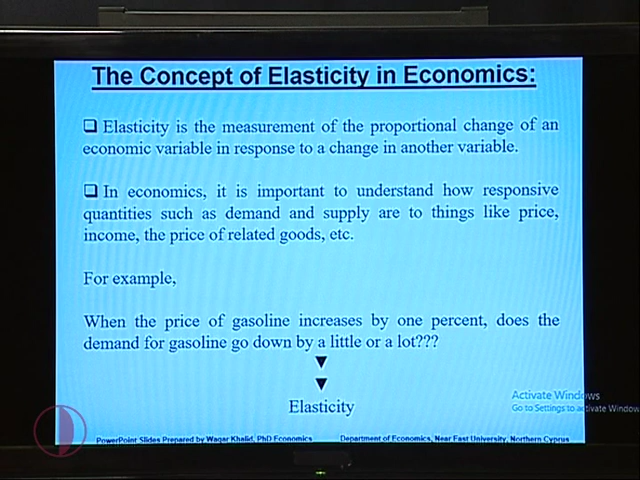 The Concept of Elasticity in Economics:
❑ Elasticity is the measurement of the proportional change of an
economic variable in response to a change in another variable.
❑ In economics, it is important to understand how responsive
quantities such as demand and supply are to things like price,
income, the price of related goods, etc.
For example,
When the price of gasoline increases by one percent, does the
demand for gasoline go down by a little or a lot???
Elasticity
Activate Windows
Go to Settings to activate Window
PowerPoint Slides Prepared by Waqar Khalid, PhD Economics Department of Economics, Near East University, Northern Cyprus